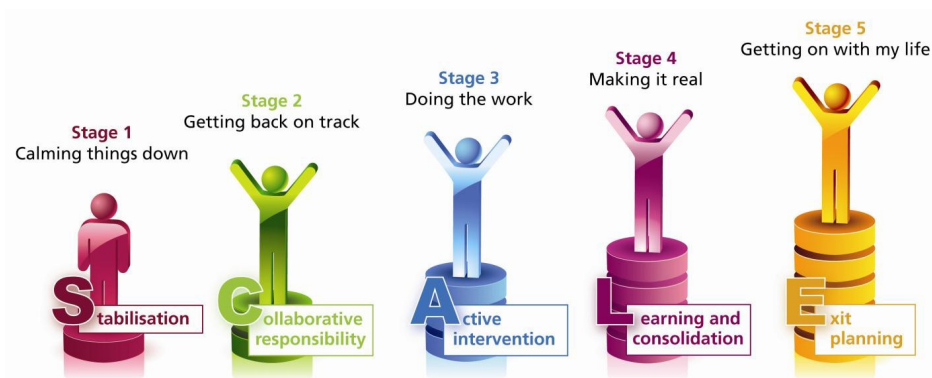 Stage 1
Calming things down
Stabilisation
Stage 2
Getting back on track
Collaborative
responsibility
Stage 3
Doing the work
Active
intervention
Stage 4
Making it real
Learning and
consolidation
Stage 5
Getting on with my life
Exit
planning